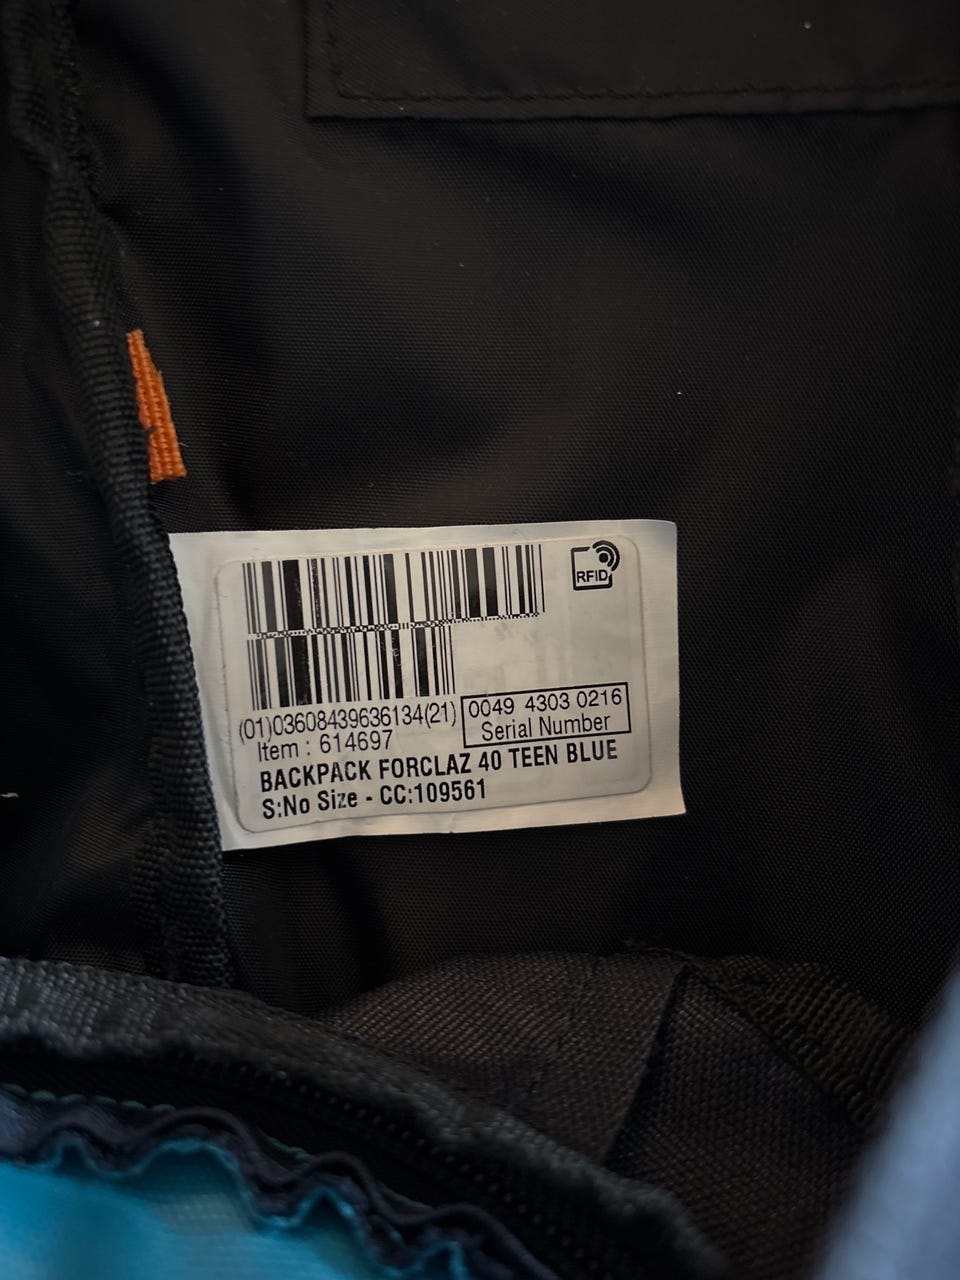 RFID
(01)03608439636134(21)
0049 4303 0216
Serial Number
Item : 614697
BACKPACK FORCLAZ 40 TEEN BLUE
S:No Size - CC:109561